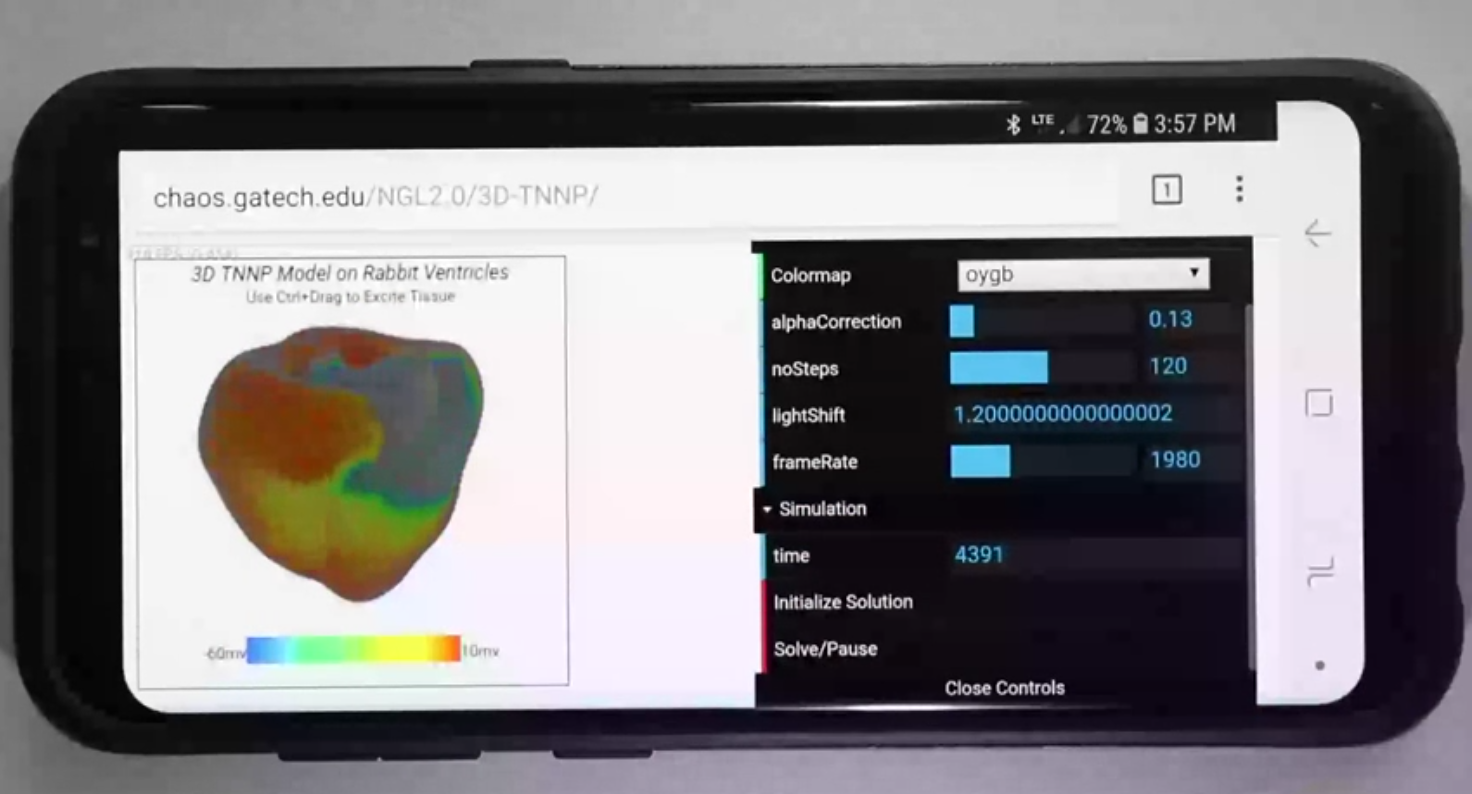 LTE 72% 3:57 PM
chaos.gatech.edu/NGL2.0/3D-TNNP/
1
3D TNNP Model on Rabbit Ventricles
Use Ctrl+Drag to Excite Tissue
-60mv
10mv
Colormap oygb
alphaCorrection 0.13
noSteps 120
lightShift 1.2000000000000002
frameRate 1980
Simulation
time 4391
Initialize Solution
Solve/Pause
Close Controls